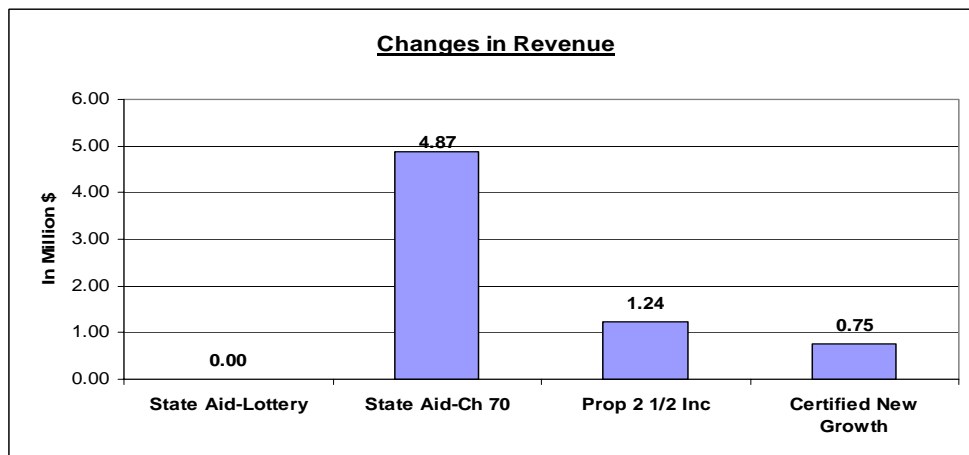 Changes in Revenue
6.00
5.00
4.00
3.00
2.00
1.00
0.00
In Million $
0.00
4.87
1.24
0.75
State Aid-Lottery
State Aid-Ch 70
Prop 2 1/2 Inc
Certified New
Growth